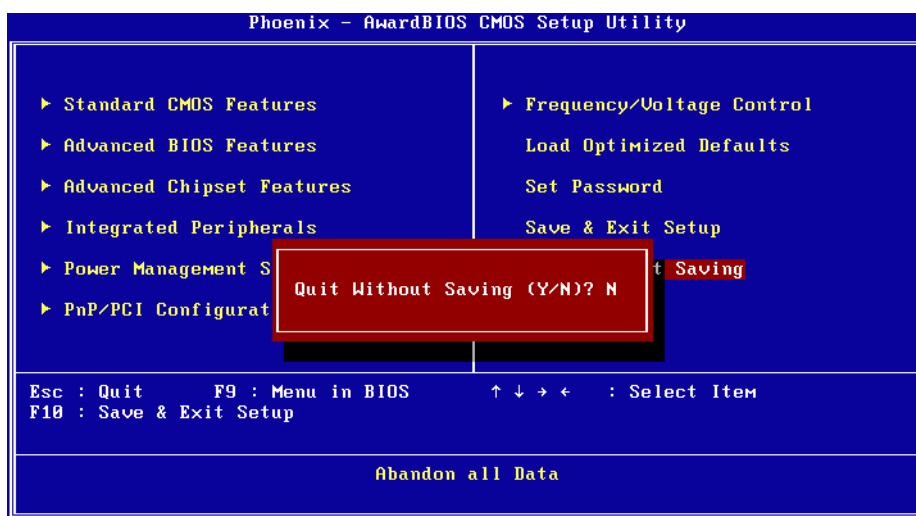 Phoenix - AwardBIOS CMOS Setup Utility
► Standard CMOS Features
► Advanced BIOS Features
► Advanced Chipset Features
► Integrated Peripherals
► Power Management S
► PnP/PCI Configurat
► Frequency/Voltage Control
Load Optimized Defaults
Set Password
Save & Exit Setup
t Saving
Quit Without Saving (Y/N)? N
Esc : Quit F9 : Menu in BIOS ↑ ↓ → ← : Select Item
F10 : Save & Exit Setup
Abandon all Data